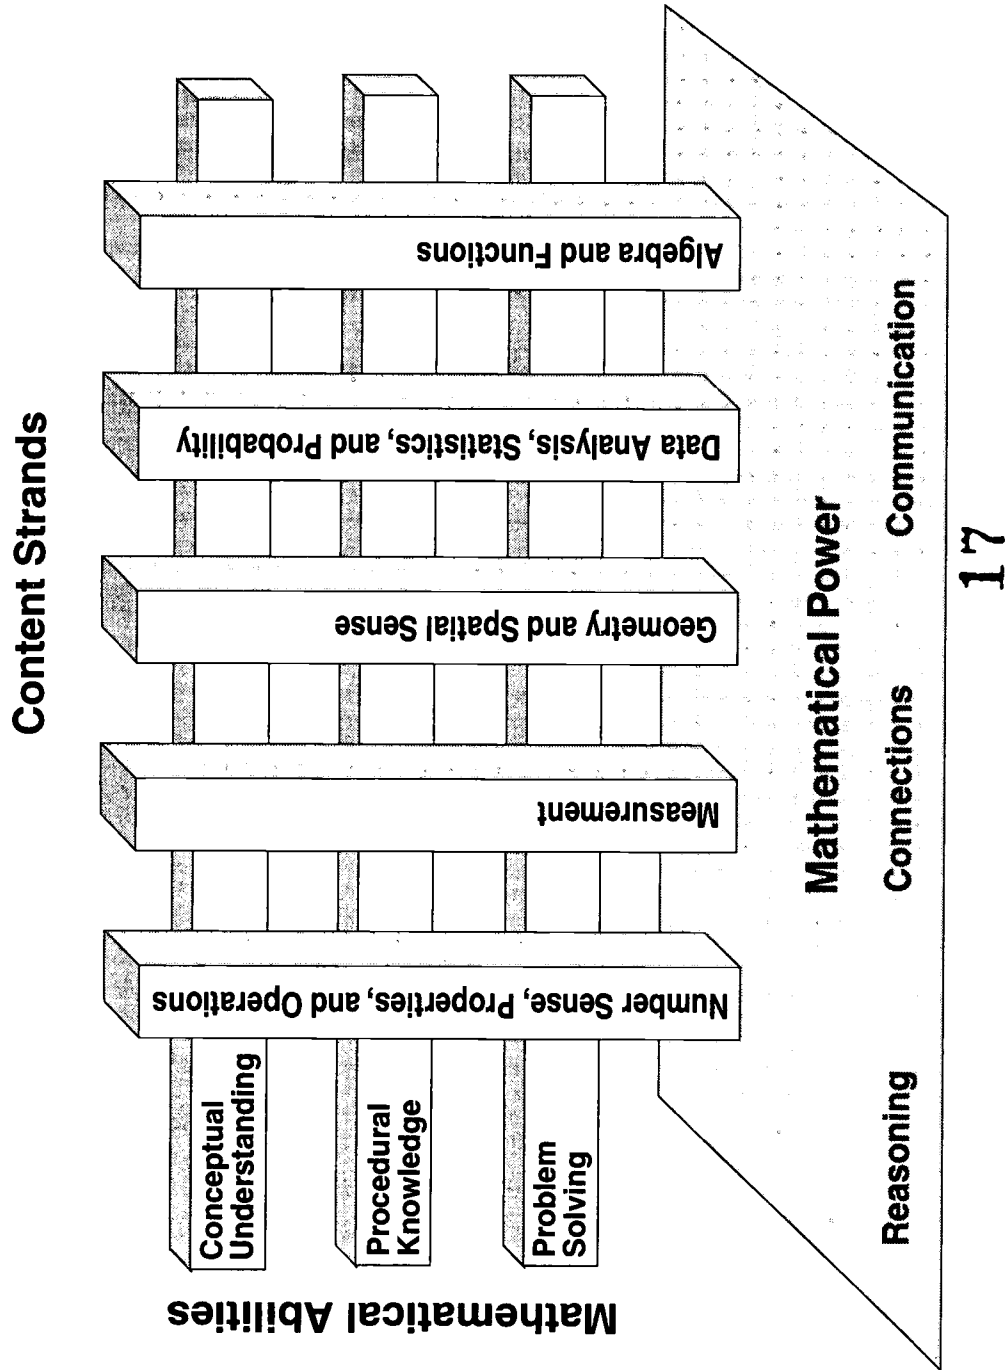 Content Strands
Mathematical Abilities
Conceptual
Understanding
Procedural
Knowledge
Problem
Solving
Number Sense, Properties, and Operations
Measurement
Geometry and Spatial Sense
Data Analysis, Statistics, and Probability
Algebra and Functions
Mathematical Power
Reasoning
Connections
Communication
17